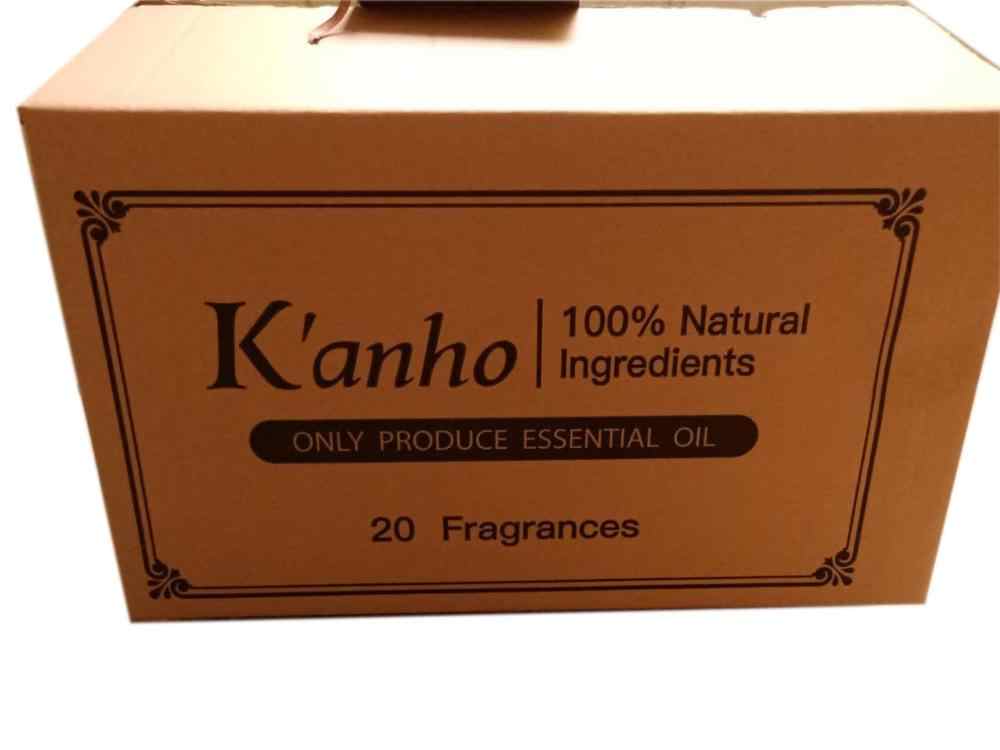 K'anho
100% Natural
Ingredients
ONLY PRODUCE ESSENTIAL OIL
20 Fragrances